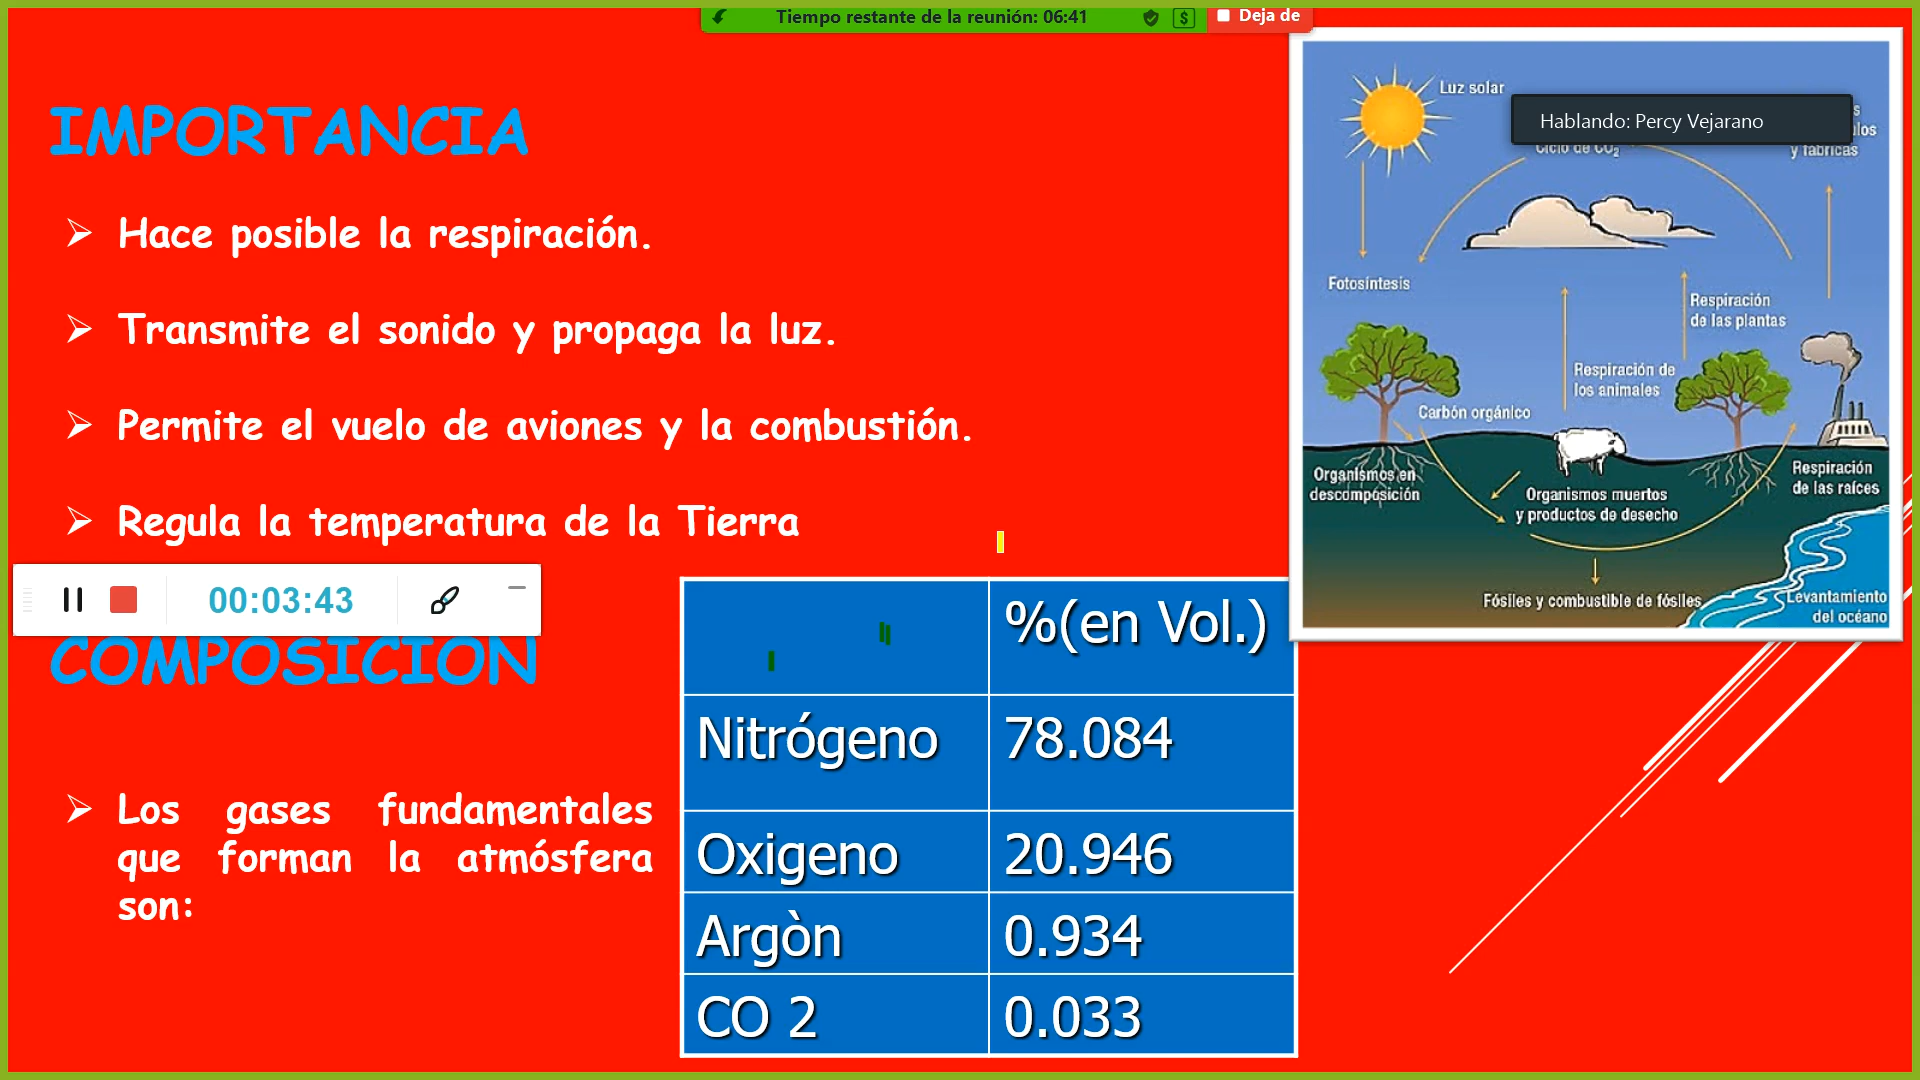 Tiempo restante de la reunión: 06:41
$
Deja de
IMPORTANCIA
Hace posible la respiración.
Transmite el sonido y propaga la luz.
Permite el vuelo de aviones y la combustión.
Regula la temperatura de la Tierra
00:03:43
COMPOSICION
Los gases fundamentales
que forman la atmósfera
son:
%(en Vol.)
Nitrógeno 78.084
Oxigeno 20.946
Argòn 0.934
CO 2 0.033
Luz solar
Hablando: Percy Vejarano
Ciclo de CO2
y fábricas
Fotosíntesis
Respiración
de las plantas
Respiración de
los animales
Carbón orgánico
Organismos en
descomposición
Organismos muertos
y productos de desecho
Respiración
de las raíces
Fósiles y combustible de fósiles
Levantamiento
del océano